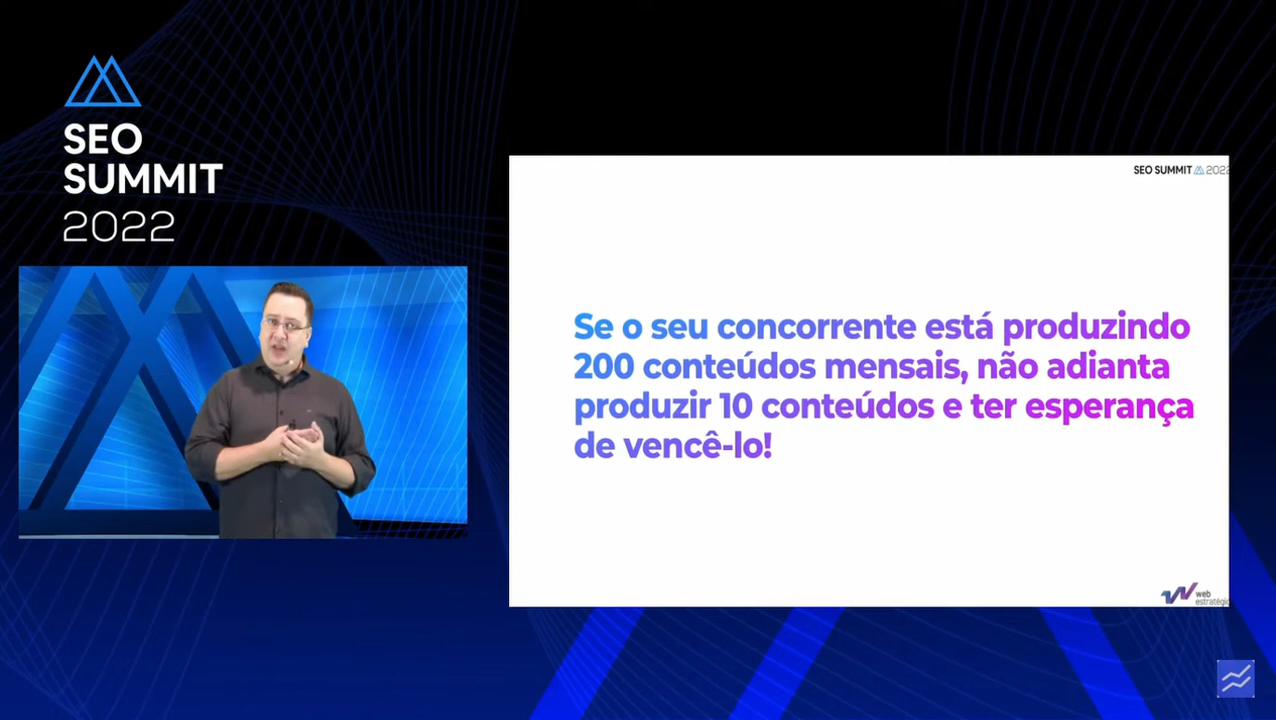 SEO
SUMMIT
2022
SEO SUMMIT 2022
Se o seu concorrente está produzindo
200 conteúdos mensais, não adianta
produzir 10 conteúdos e ter esperança
de vencê-lo!
web